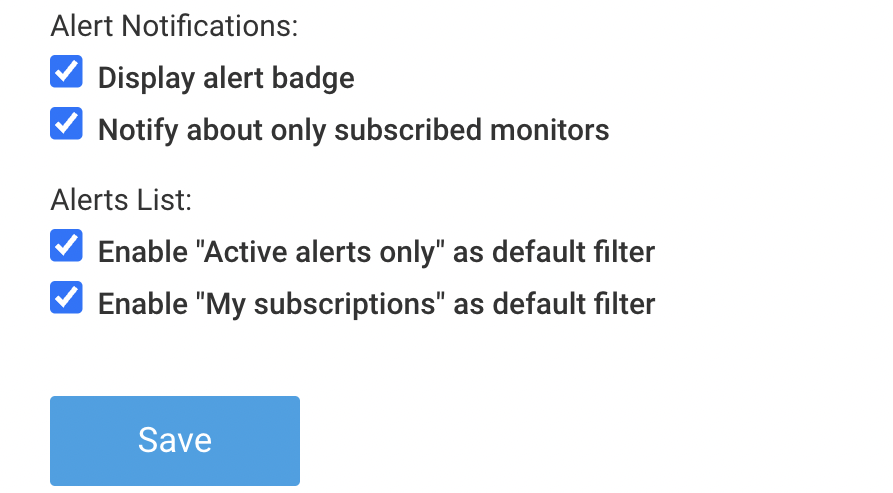 Alert Notifications:
Display alert badge
Notify about only subscribed monitors
Alerts List:
Enable "Active alerts only" as default filter
Enable "My subscriptions" as default filter
Save